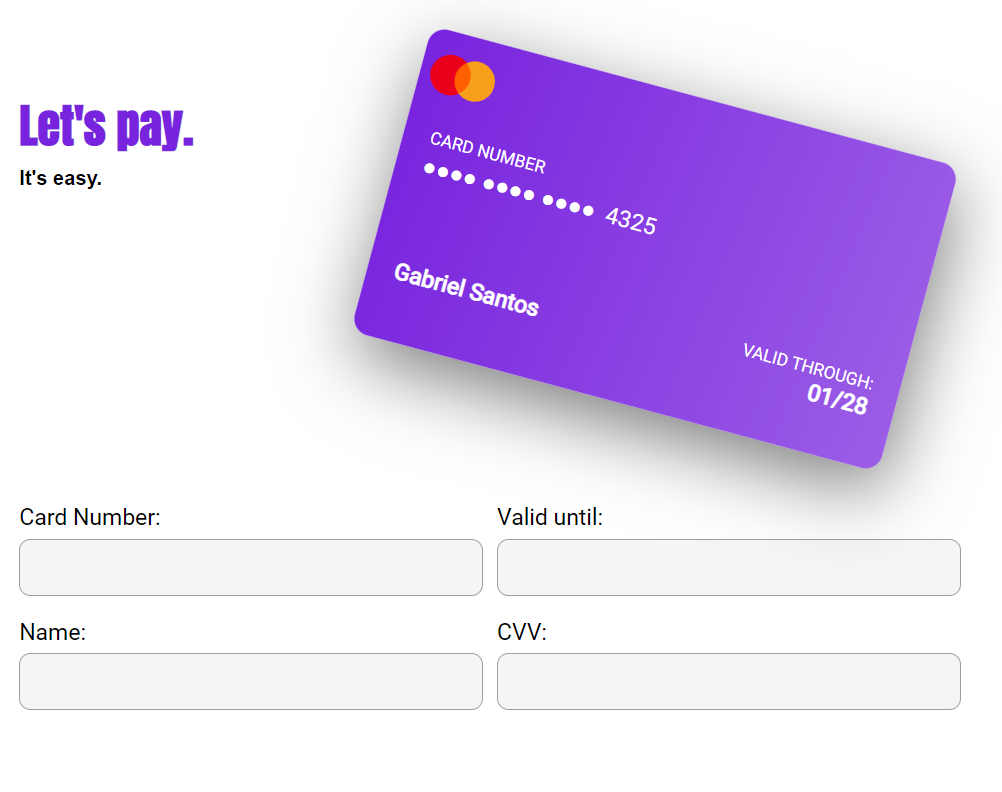 Let's pay.
It's easy.
CARD NUMBER
●●●● ●●●● ●●●● 4325
Gabriel Santos
VALID THROUGH:
01/28
Card Number:
Valid until:
Name:
CVV: